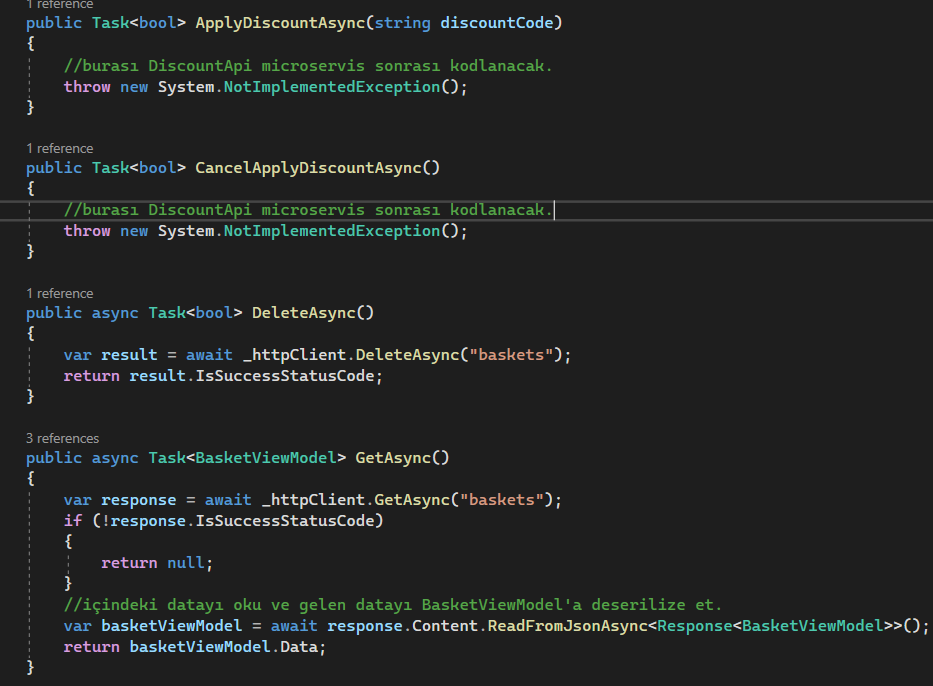 1 reference
public Task<bool> ApplyDiscountAsync(string discountCode)
{
//burası DiscountApi microservis sonrası kodlanacak.
throw new System.NotImplementedException();
}
1 reference
public Task<bool> CancelApplyDiscountAsync()
{
//burası DiscountApi microservis sonrası kodlanacak.
throw new System.NotImplementedException();
}
1 reference
public async Task<bool> DeleteAsync()
{
var result = await _httpClient.DeleteAsync("baskets");
return result.IsSuccessStatusCode;
}
3 references
public async Task<BasketViewModel> GetAsync()
{
var response = await _httpClient.GetAsync("baskets");
if (!response.IsSuccessStatusCode)
{
return null;
}
//içindeki datayı oku ve gelen datayı BasketViewModel'a deserilize et.
var basketViewModel = await response.Content.ReadFromJsonAsync<Response<BasketViewModel>>();
return basketViewModel.Data;
}